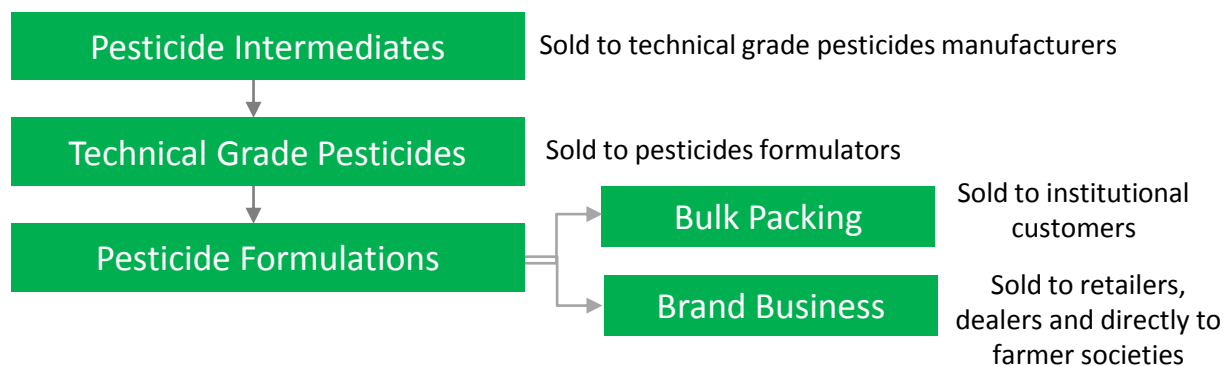 Pesticide Intermediates
Sold to technical grade pesticides manufacturers
Technical Grade Pesticides
Sold to pesticides formulators
Pesticide Formulations
Bulk Packing
Sold to institutional
customers
Brand Business
Sold to retailers,
dealers and directly to
farmer societies